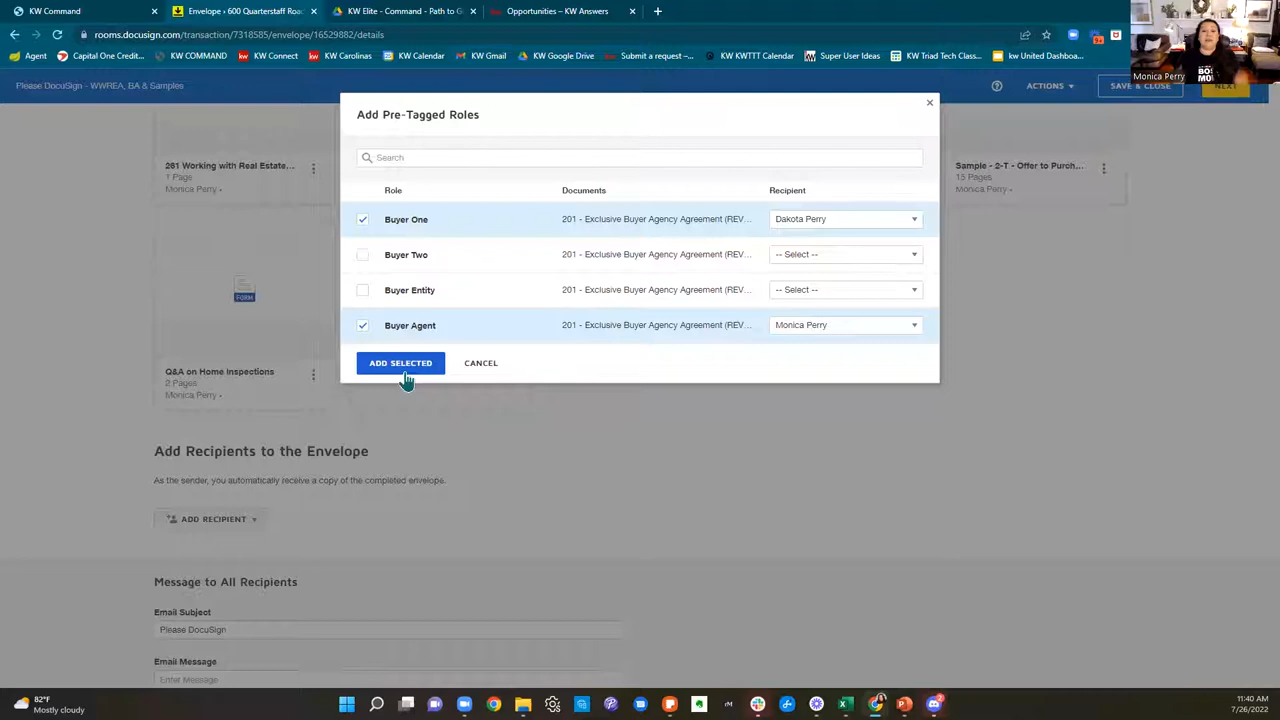 KW Command
Envelope • 600 Quarterstaff Roa
KW Elite - Command - Path to G
Opportunities – KW Answers
rooms.docusign.com/transaction/7318585/envelope/16529882/details
Agent
Capital One Credit...
KW COMMAND
KW Connect
KW Carolinas
KW Calendar
KW Gmail
KW Google Drive
Submit a request –...
KW KWTTT Calendar
Super User Ideas
KW Triad Tech Class...
kw United Dashboa...
Monica Perry
Please DocuSign - WWREA, BA & Samples
ACTIONS
SAVE & CLOSE
NEXT
Add Pre-Tagged Roles
Search
Role
Documents
Recipient
Buyer One
201 - Exclusive Buyer Agency Agreement (REV...
Dakota Perry
Buyer Two
201 - Exclusive Buyer Agency Agreement (REV...
-- Select --
Buyer Entity
201 - Exclusive Buyer Agency Agreement (REV...
-- Select --
Buyer Agent
201 - Exclusive Buyer Agency Agreement (REV...
Monica Perry
ADD SELECTED
CANCEL
261 Working with Real Estate...
1 Page
Monica Perry
Sample - 2-T - Offer to Purch...
15 Pages
Monica Perry
FORM
Q&A on Home Inspections
2 Pages
Monica Perry
Add Recipients to the Envelope
As the sender, you automatically receive a copy of the completed envelope.
ADD RECIPIENT
Message to All Recipients
Email Subject
Please DocuSign
Email Message
Enter Message
82°F
Mostly cloudy
11:40 AM
7/26/2022